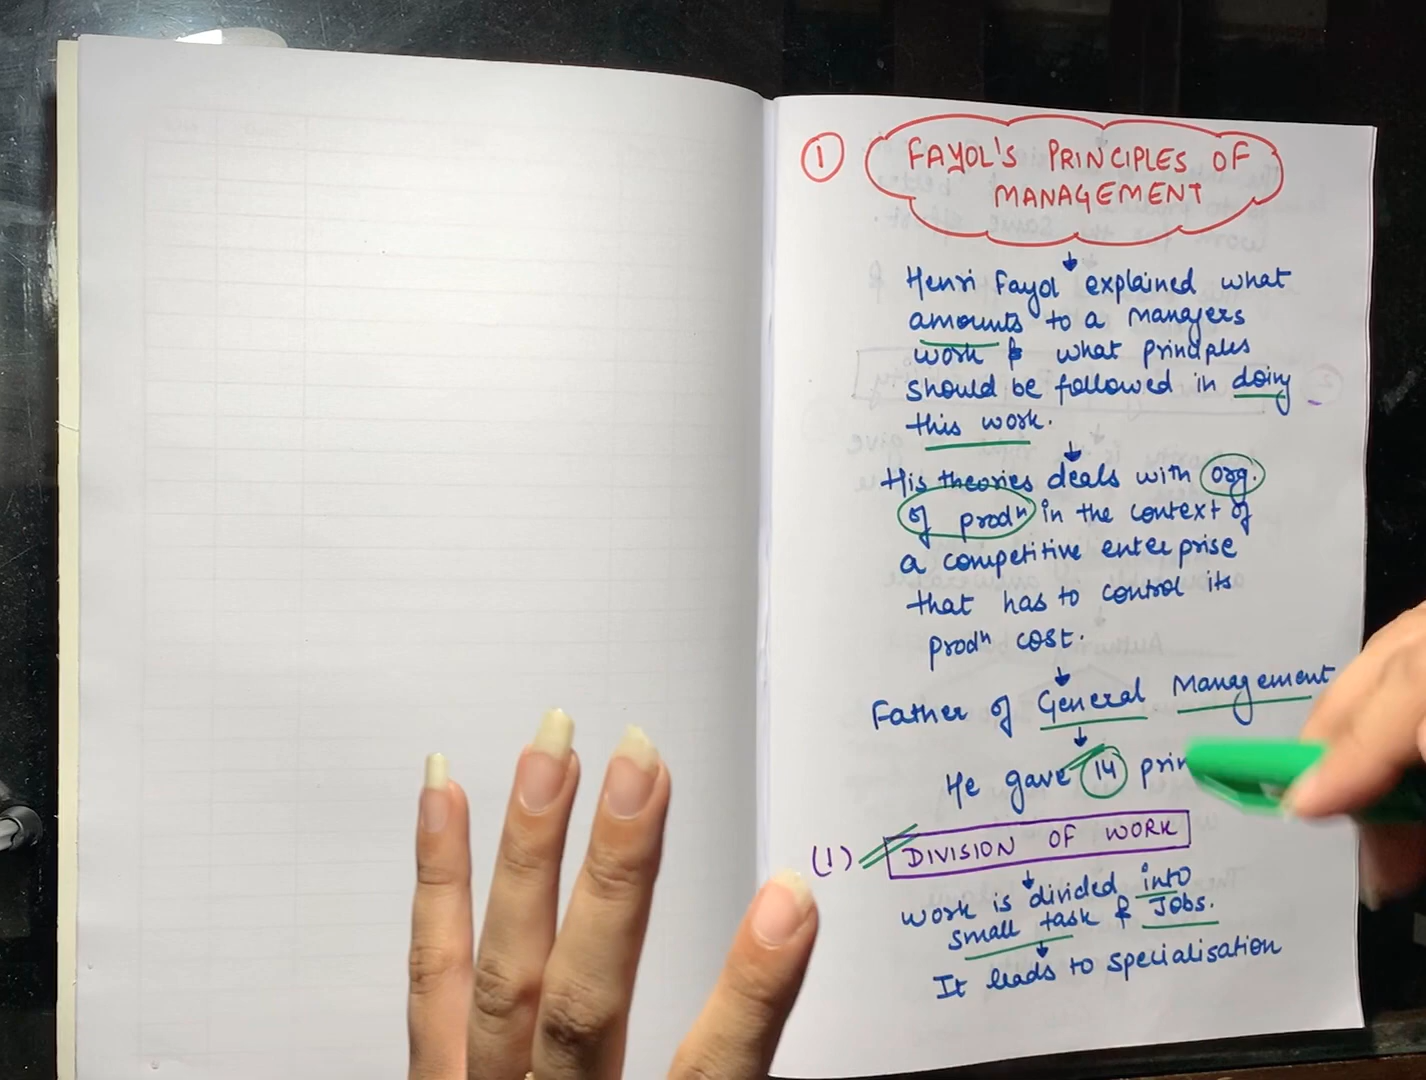 ① FAYOL'S PRINCIPLES OF
MANAGEMENT
Henri Fayol explained what
amounts to a managers
work & what principles
should be followed in doing
this work.
His theories deals with org.
of prodⁿ in the context of
a competitive enterprise
that has to control its
prodⁿ cost.
Father of General Management
He gave 14
(1) DIVISION OF WORK
work is divided into
small task & Jobs.
It leads to specialisation